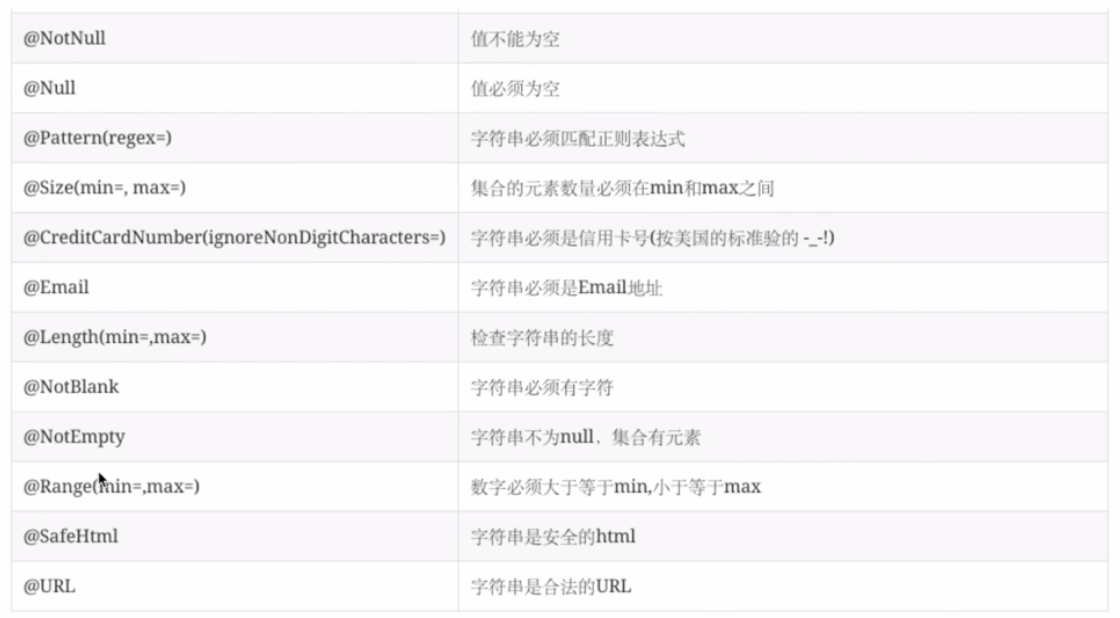 @NotNull 值不能为空
@Null 值必须为空
@Pattern(regex=) 字符串必须匹配正则表达式
@Size(min=, max=) 集合的元素数量必须在min和max之间
@CreditCardNumber(ignoreNonDigitCharacters=) 字符串必须是信用卡号(按美国的标准验的 -_-!)
@Email 字符串必须是Email地址
@Length(min=,max=) 检查字符串的长度
@NotBlank 字符串必须有字符
@NotEmpty 字符串不为null，集合有元素
@Range(min=,max=) 数字必须大于等于min,小于等于max
@SafeHtml 字符串是安全的html
@URL 字符串是合法的URL